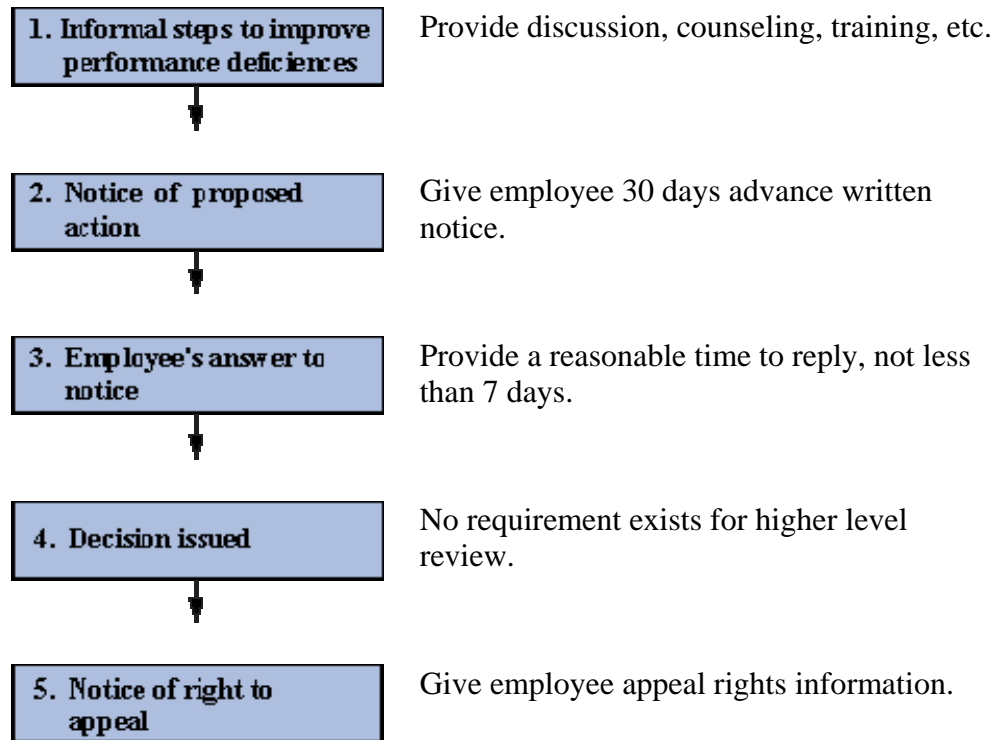 1. Informal steps to improve
performance deficiences
Provide discussion, counseling, training, etc.
2. Notice of proposed
action
Give employee 30 days advance written
notice.
3. Employee's answer to
notice
Provide a reasonable time to reply, not less
than 7 days.
4. Decision issued
No requirement exists for higher level
review.
5. Notice of right to
appeal
Give employee appeal rights information.